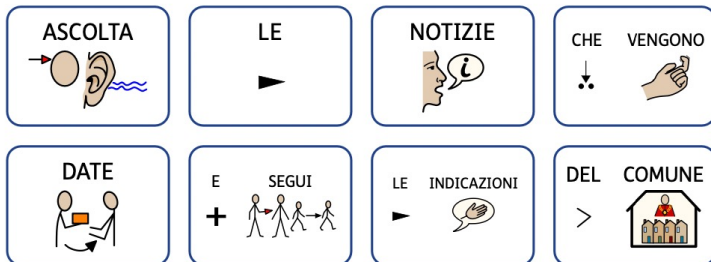 ASCOLTA LE NOTIZIE CHE VENGONO
DATE E SEGUI LE INDICAZIONI DEL COMUNE